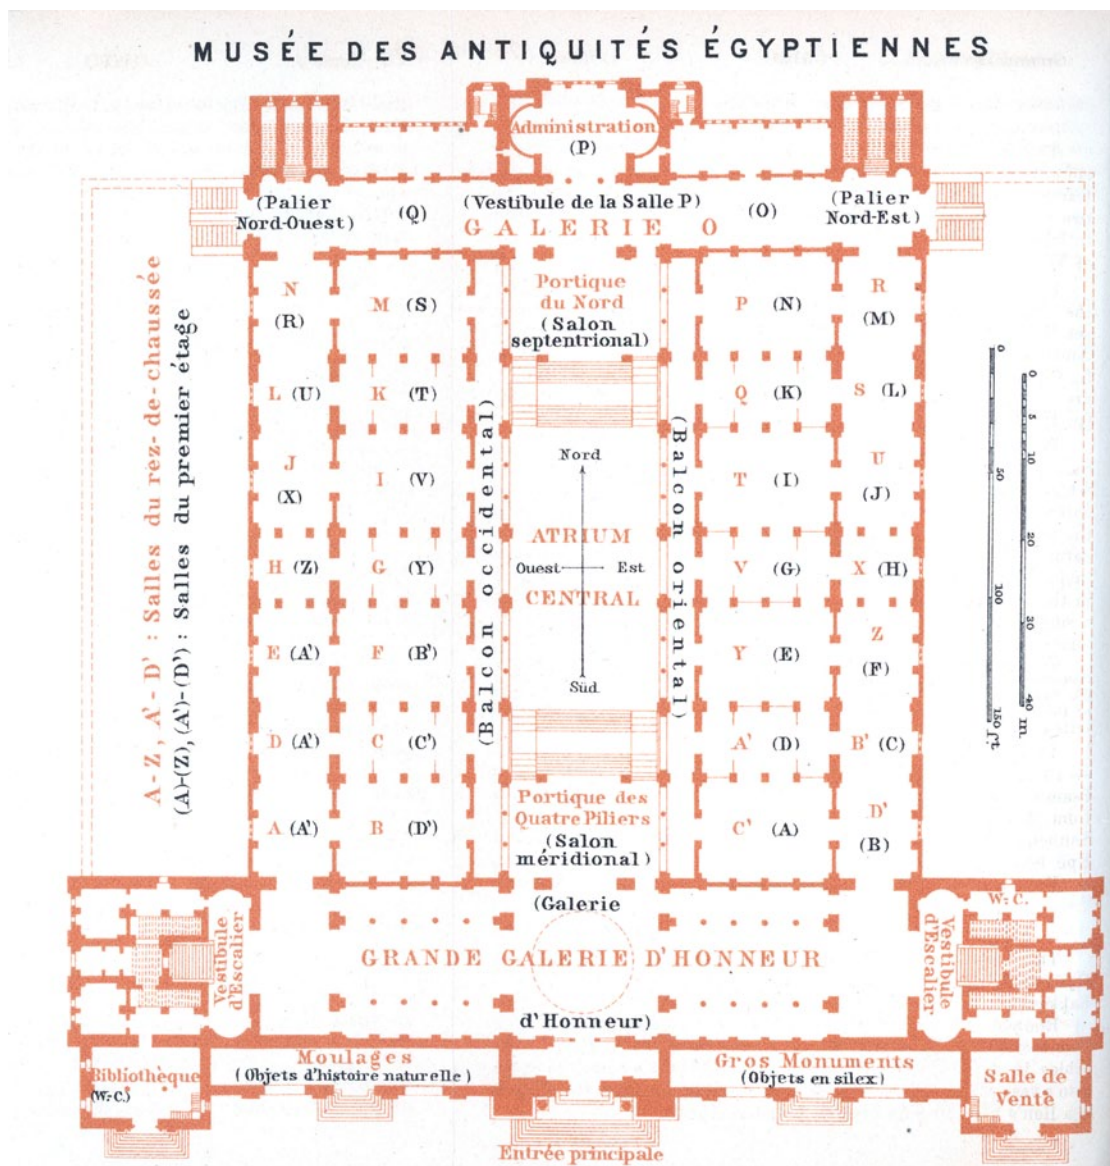 MUSÉE DES ANTIQUITÉS ÉGYPTIENNES
Administration
(P)
(Palier
Nord-Ouest)
(Q)
(Vestibule de la Salle P)
(O)
(Palier
Nord-Est)
GALERIE O
A-Z, A'-D' : Salles du rez-de-chaussée
(A)-(Z), (A')-(D') : Salles du premier étage
N
(R)
M (S)
Portique
du Nord
(Salon
septentrional)
P (N)
R
(M)
L (U)
K (T)
Q (K)
S (L)
J
(X)
I (V)
(Balcon occidental)
Nord
ATRIUM
Ouest
Est
CENTRAL
Süd
(Balcon oriental)
T (I)
U
(J)
H (Z)
G (Y)
V (G)
X (H)
E (A')
F (B')
Y (E)
Z
(F)
D (A')
C (C')
A' (D)
B' (C)
A (A')
B (D')
Portique des
Quatre Piliers
(Salon
méridional)
C' (A)
D'
(B)
0
50
100
150 f.t.
0
5
10
20
30
40 m.
Vestibule
d'Escalier
(Galerie
GRANDE GALERIE D'HONNEUR
d'Honneur)
W.-C.
Vestibule
d'Escalier
Bibliothèque
(W.-C.)
Moulages
(Objets d'histoire naturelle)
Gros Monuments
(Objets en silex)
Salle de
Vente
Entrée principale